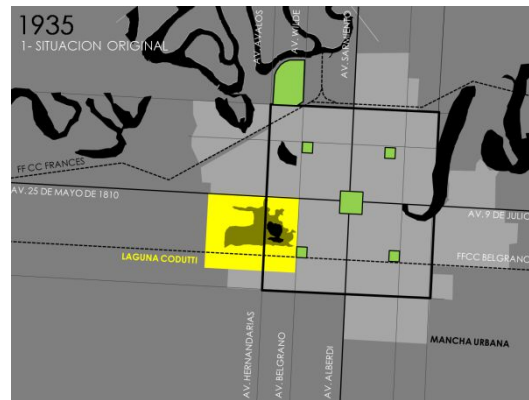 1935
1- SITUACION ORIGINAL
AV. AVALOS
AV. WILDE
AV. SARMIENTO
FF CC FRANCES
AV. 25 DE MAYO DE 1810
AV. 9 DE JULIO
LAGUNA CODUTTI
FFCC BELGRANO
AV. HERNANDARIAS
AV. BELGRANO
AV. ALBERDI
MANCHA URBANA